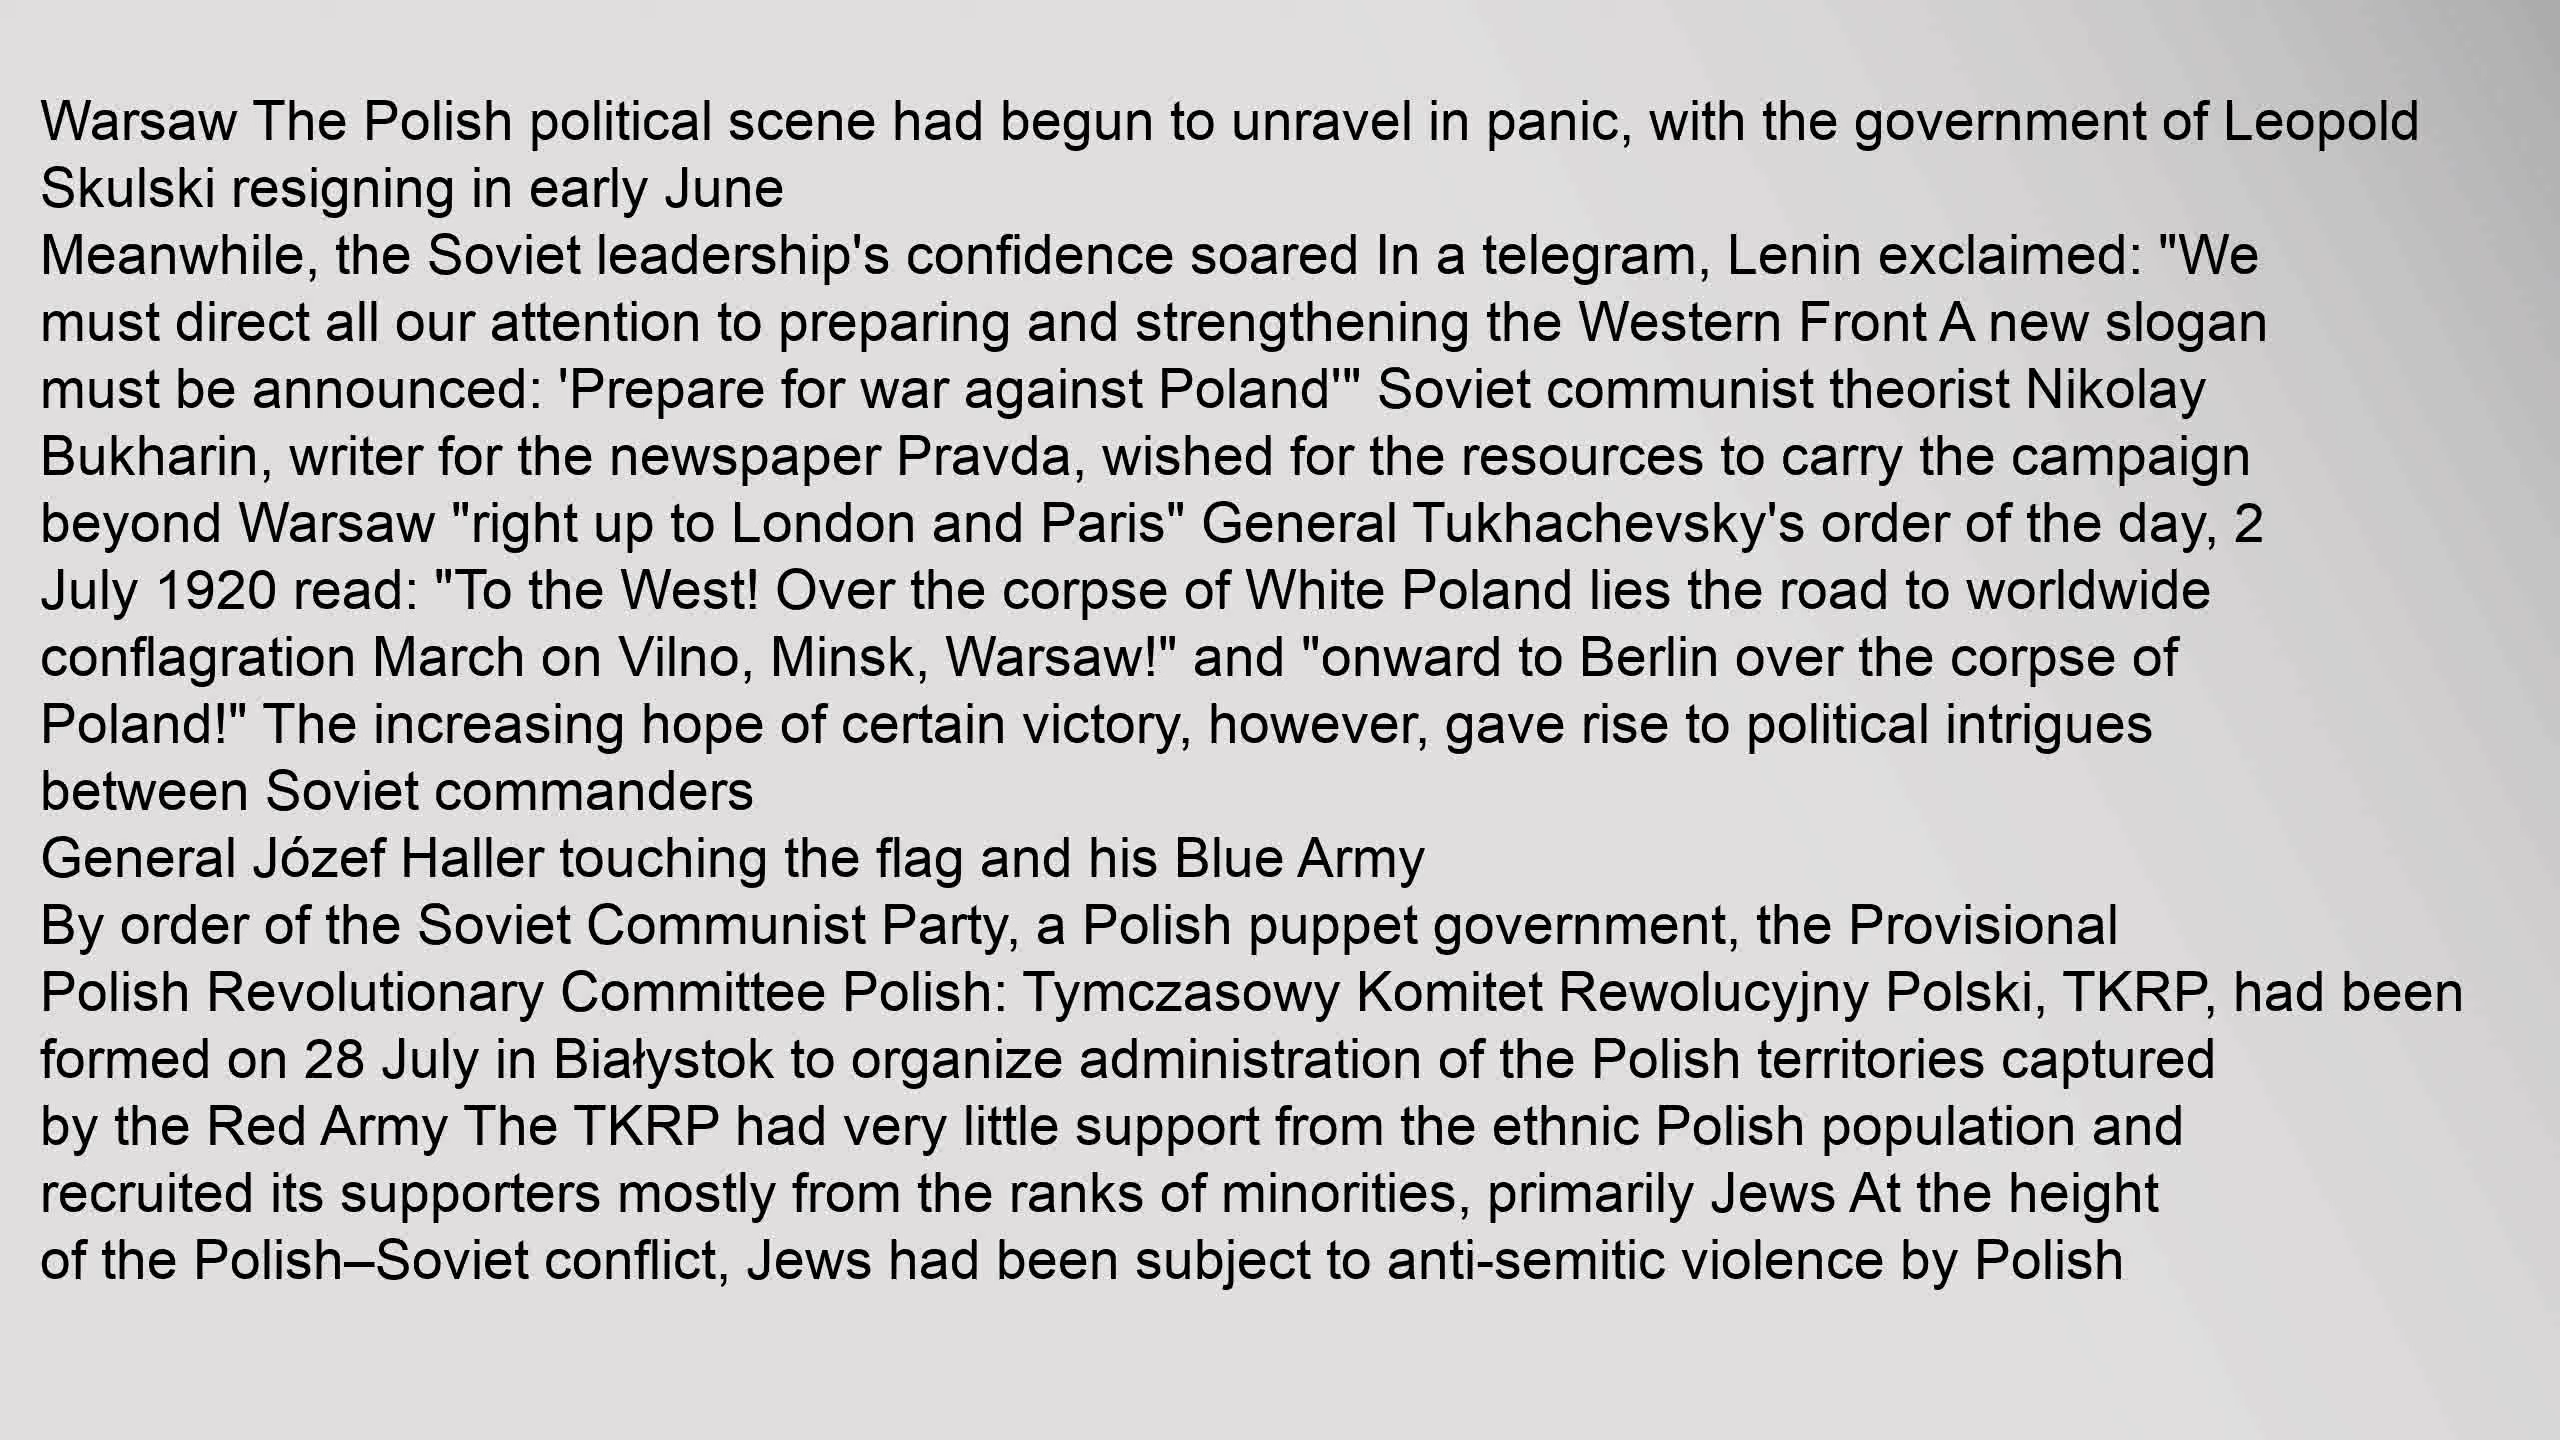 Warsaw The Polish political scene had begun to unravel in panic, with the government of Leopold
Skulski resigning in early June
Meanwhile, the Soviet leadership's confidence soared In a telegram, Lenin exclaimed: "We
must direct all our attention to preparing and strengthening the Western Front A new slogan
must be announced: 'Prepare for war against Poland'" Soviet communist theorist Nikolay
Bukharin, writer for the newspaper Pravda, wished for the resources to carry the campaign
beyond Warsaw "right up to London and Paris" General Tukhachevsky's order of the day, 2
July 1920 read: "To the West! Over the corpse of White Poland lies the road to worldwide
conflagration March on Vilno, Minsk, Warsaw!" and "onward to Berlin over the corpse of
Poland!" The increasing hope of certain victory, however, gave rise to political intrigues
between Soviet commanders
General Józef Haller touching the flag and his Blue Army
By order of the Soviet Communist Party, a Polish puppet government, the Provisional
Polish Revolutionary Committee Polish: Tymczasowy Komitet Rewolucyjny Polski, TKRP, had been
formed on 28 July in Białystok to organize administration of the Polish territories captured
by the Red Army The TKRP had very little support from the ethnic Polish population and
recruited its supporters mostly from the ranks of minorities, primarily Jews At the height
of the Polish–Soviet conflict, Jews had been subject to anti-semitic violence by Polish